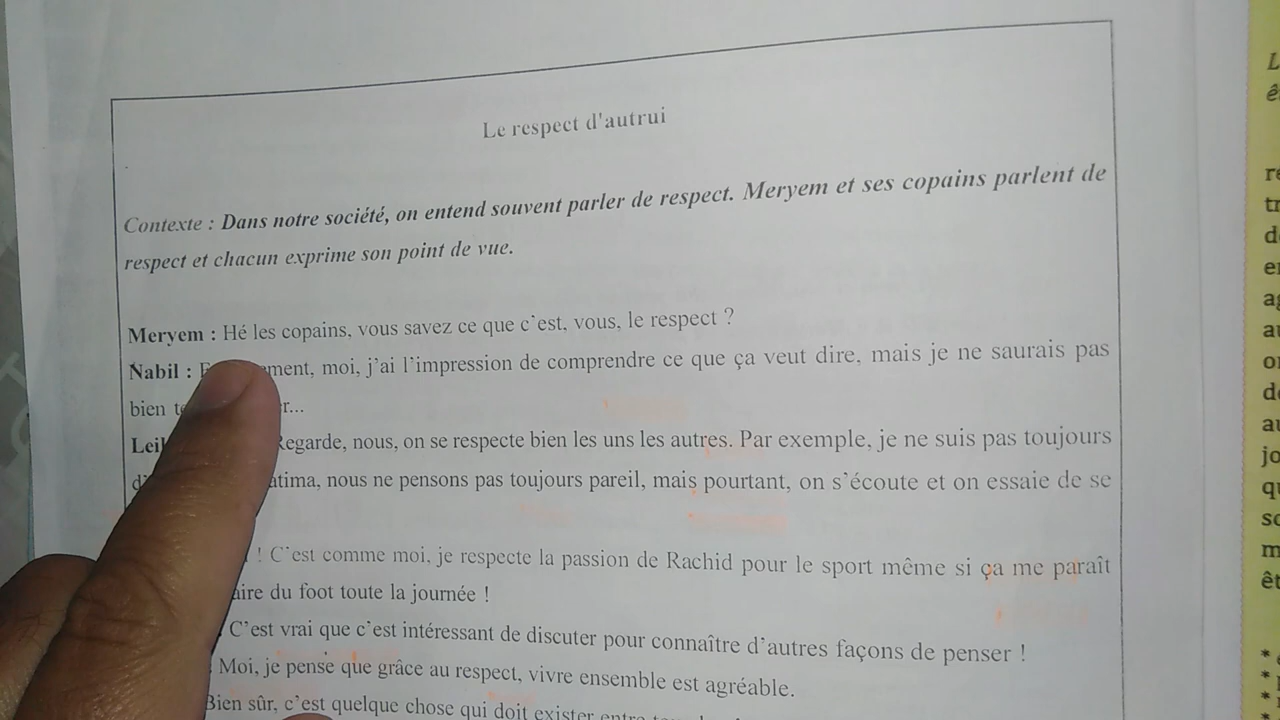 Le respect d'autrui
Contexte : Dans notre société, on entend souvent parler de respect. Meryem et ses copains parlent de
respect et chacun exprime son point de vue.
Meryem : Hé les copains, vous savez ce que c'est, vous, le respect ?
Nabil : moi, j'ai l'impression de comprendre ce que ça veut dire, mais je ne saurais pas
bien
Regarde, nous, on se respecte bien les uns les autres. Par exemple, je ne suis pas toujours
nous ne pensons pas toujours pareil, mais pourtant, on s'écoute et on essaie de se
! C'est comme moi, je respecte la passion de Rachid pour le sport même si ça me paraît
du foot toute la journée !
C'est vrai que c'est intéressant de discuter pour connaître d'autres façons de penser !
Moi, je pense que grâce au respect, vivre ensemble est agréable.
Bien sûr, c'est quelque chose qui doit exister entre